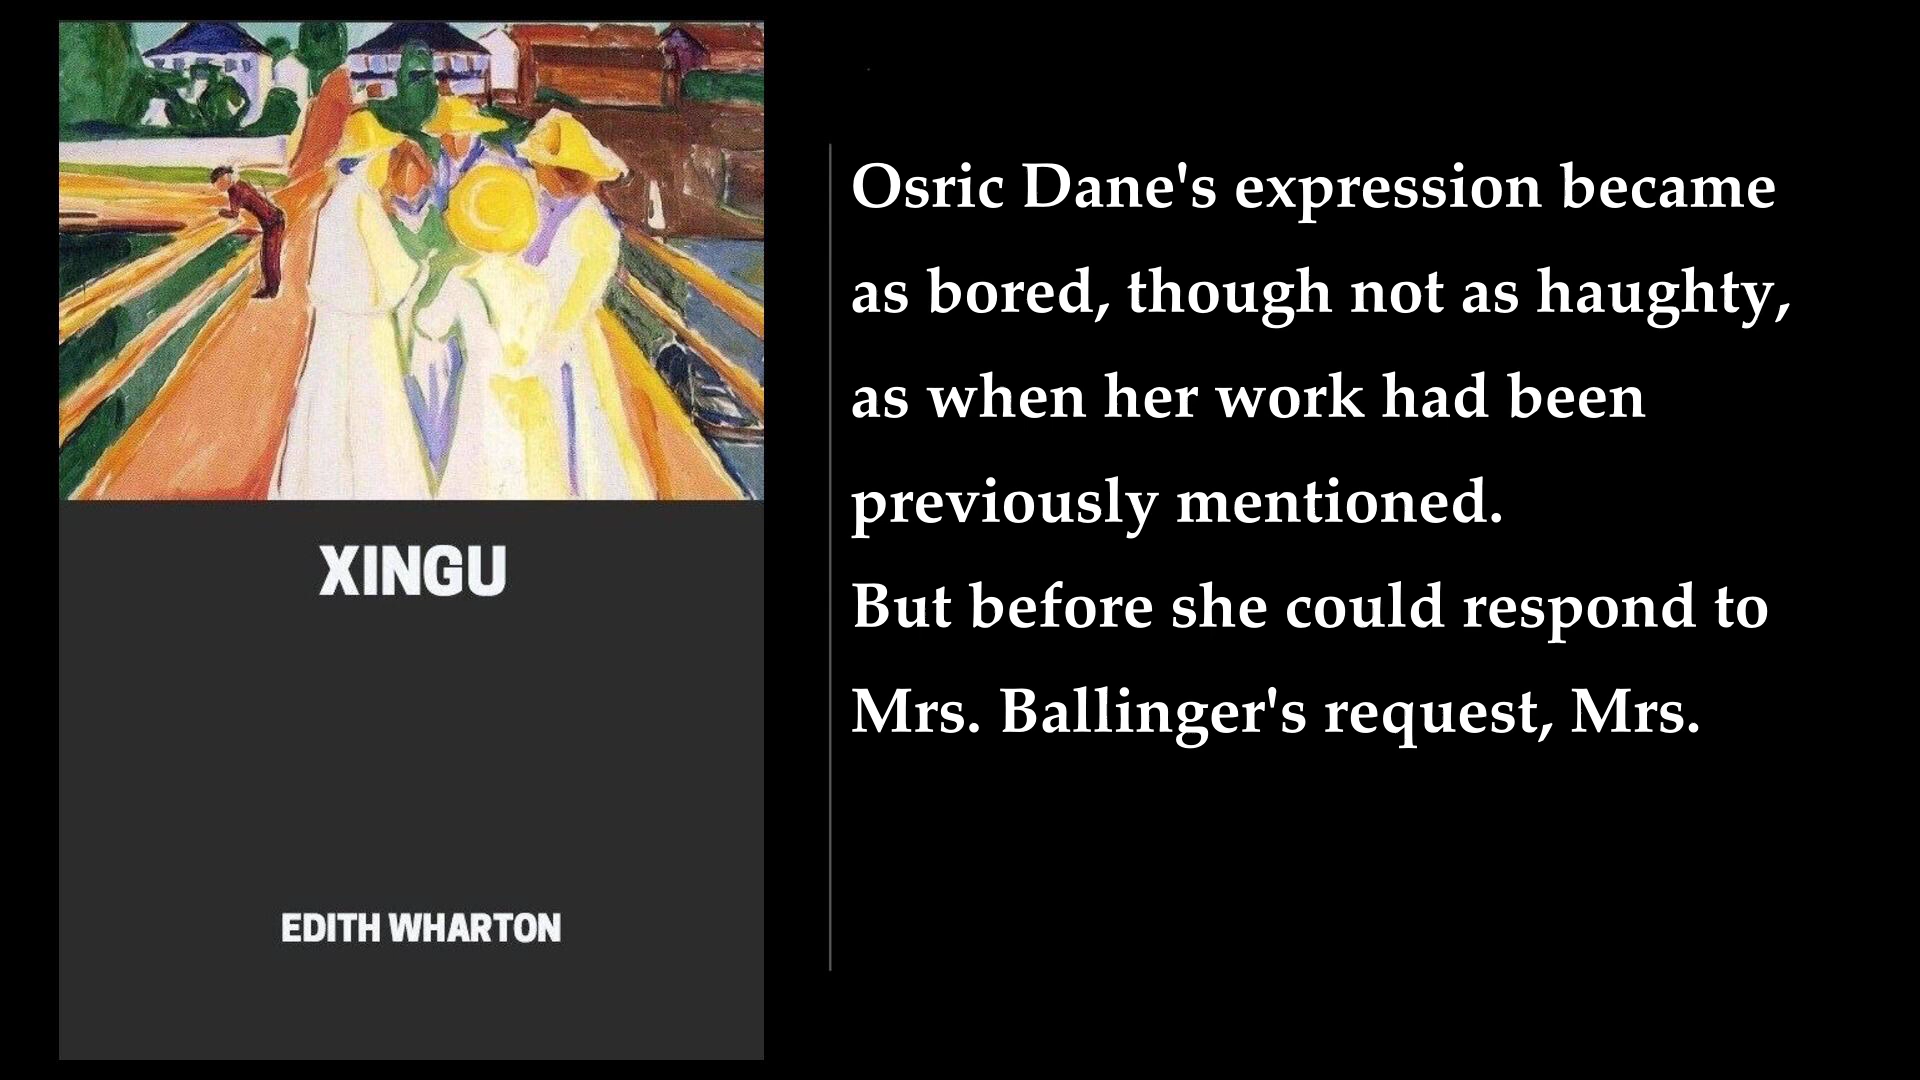 XINGU
EDITH WHARTON
Osric Dane's expression became
as bored, though not as haughty,
as when her work had been
previously mentioned.
But before she could respond to
Mrs. Ballinger's request, Mrs.